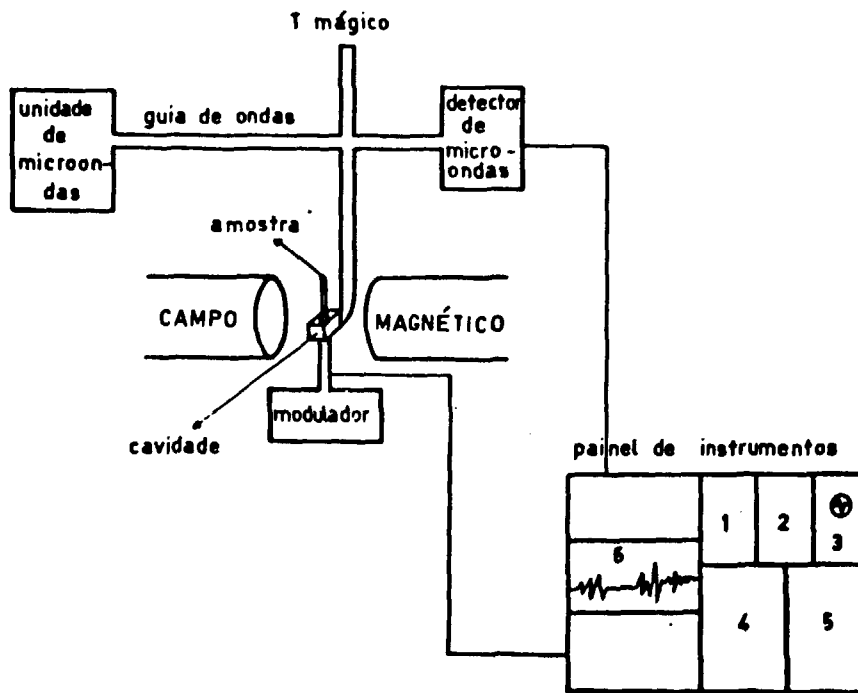 T mágico
unidade
de
microon-
das
guia de ondas
detector
de
micro-
ondas
amostra
CAMPO
MAGNÉTICO
modulador
cavidade
painel de instrumentos
1
2
3
6
4
5